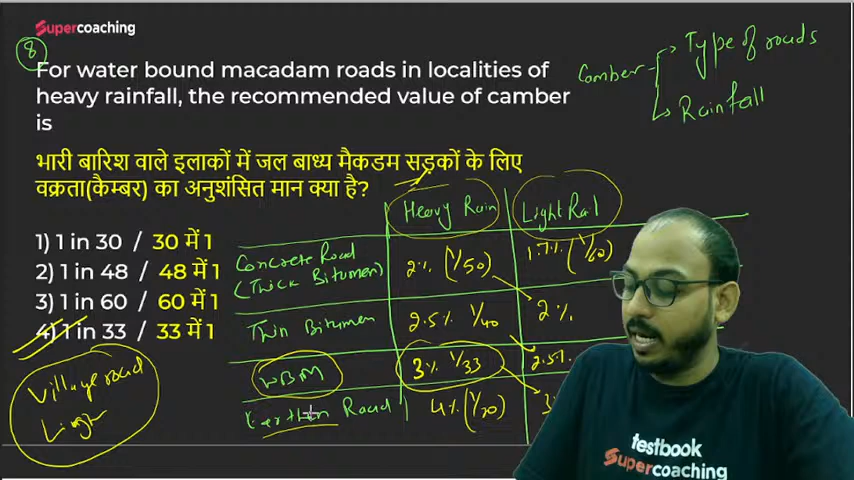 Supercoaching
8
For water bound macadam roads in localities of
heavy rainfall, the recommended value of camber
is
भारी बारिश वाले इलाकों में जल बाध्य मैकडम सड़कों के लिए
वक्रता(कैम्बर) का अनुशंसित मान क्या है?
1) 1 in 30 / 30 में 1
2) 1 in 48 / 48 में 1
3) 1 in 60 / 60 में 1
4) 1 in 33 / 33 में 1
Camber
Type of roads
Rainfall
Heavy Rain
Light Rai
Concrete Road
(Thick Bitumen)
2% (1/50)
1.7% (1/60)
Thin Bitumen
2.5% 1/40
2%
WBM
3% 1/33
2.5%
Earthen Road
4%
3
Village road
testbook
Supercoaching